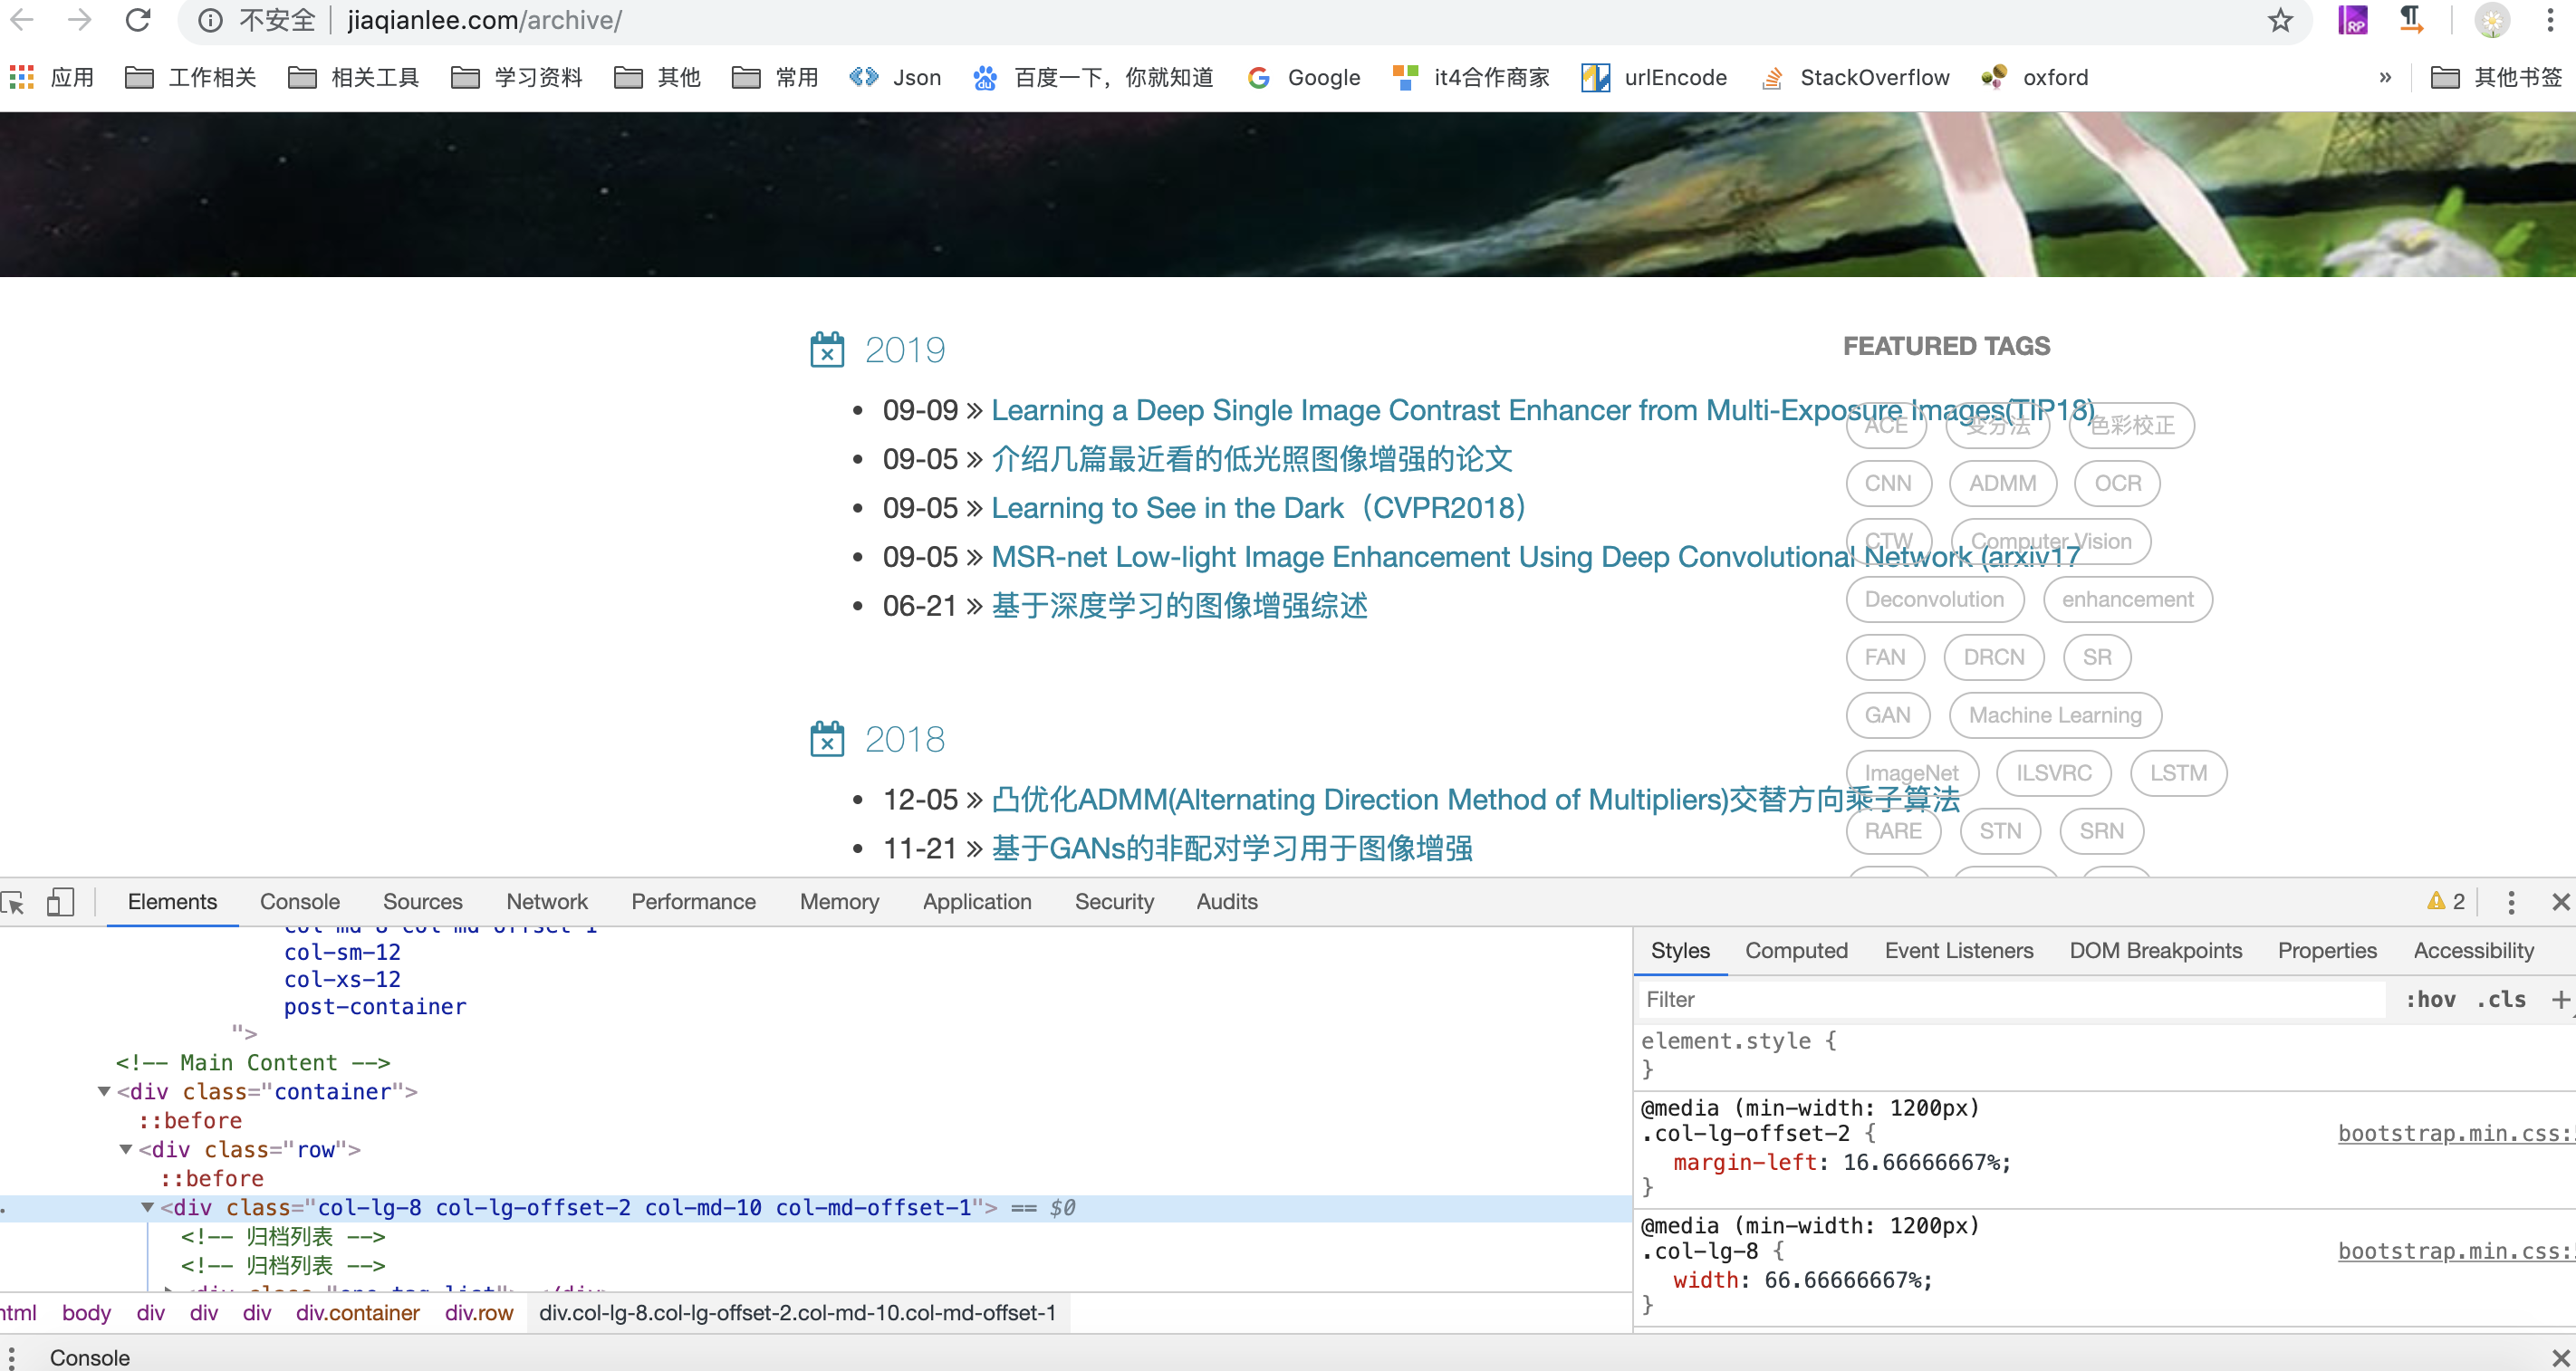 不安全 jiaqianlee.com/archive/
应用 工作相关 相关工具 学习资料 其他 常用 Json 百度一下，你就知道 Google it4合作商家 urlEncode StackOverflow oxford » 其他书签
2019
FEATURED TAGS
• 09-09 » Learning a Deep Single Image Contrast Enhancer from Multi-Exposure Images(TIP18)
ACE 变分法 色彩校正
• 09-05 » 介绍几篇最近看的低光照图像增强的论文
CNN ADMM OCR
• 09-05 » Learning to See in the Dark（CVPR2018）
CTW Computer Vision
• 09-05 » MSR-net Low-light Image Enhancement Using Deep Convolutional Network (arxiv17
Deconvolution enhancement
• 06-21 » 基于深度学习的图像增强综述
FAN DRCN SR
GAN Machine Learning
2018
ImageNet ILSVRC LSTM
• 12-05 » 凸优化ADMM(Alternating Direction Method of Multipliers)交替方向乘子算法
RARE STN SRN
• 11-21 » 基于GANs的非配对学习用于图像增强
Elements Console Sources Network Performance Memory Application Security Audits 2
col-md-8 col-md-offset-1
col-sm-12
col-xs-12
post-container
">
<!-- Main Content -->
<div class="container">
::before
<div class="row">
::before
<div class="col-lg-8 col-lg-offset-2 col-md-10 col-md-offset-1"> == $0
<!-- 归档列表 -->
<!-- 归档列表 -->
html body div div div div.container div.row div.col-lg-8.col-lg-offset-2.col-md-10.col-md-offset-1
Styles Computed Event Listeners DOM Breakpoints Properties Accessibility
Filter :hov .cls +
element.style {
}
@media (min-width: 1200px)
.col-lg-offset-2 { bootstrap.min.css:
margin-left: 16.66666667%;
}
@media (min-width: 1200px)
.col-lg-8 { bootstrap.min.css:
width: 66.66666667%;
}
Console